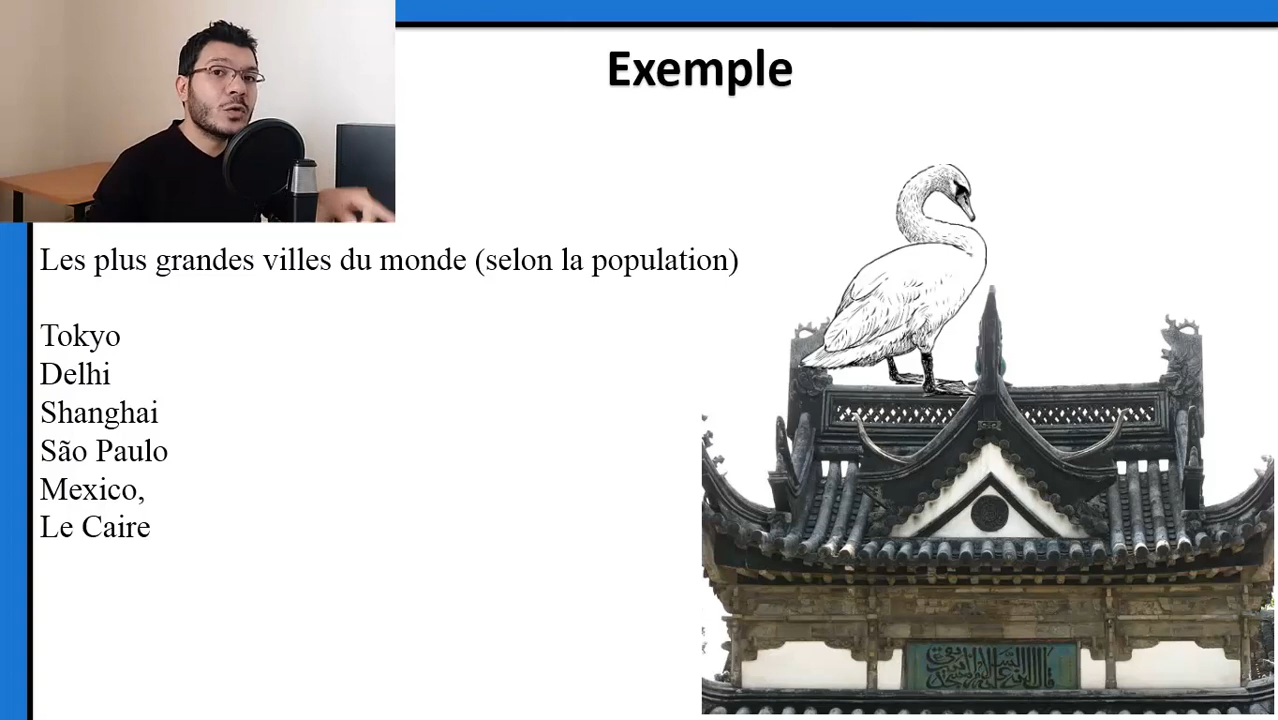 Exemple
Les plus grandes villes du monde (selon la population)
Tokyo
Delhi
Shanghai
São Paulo
Mexico,
Le Caire